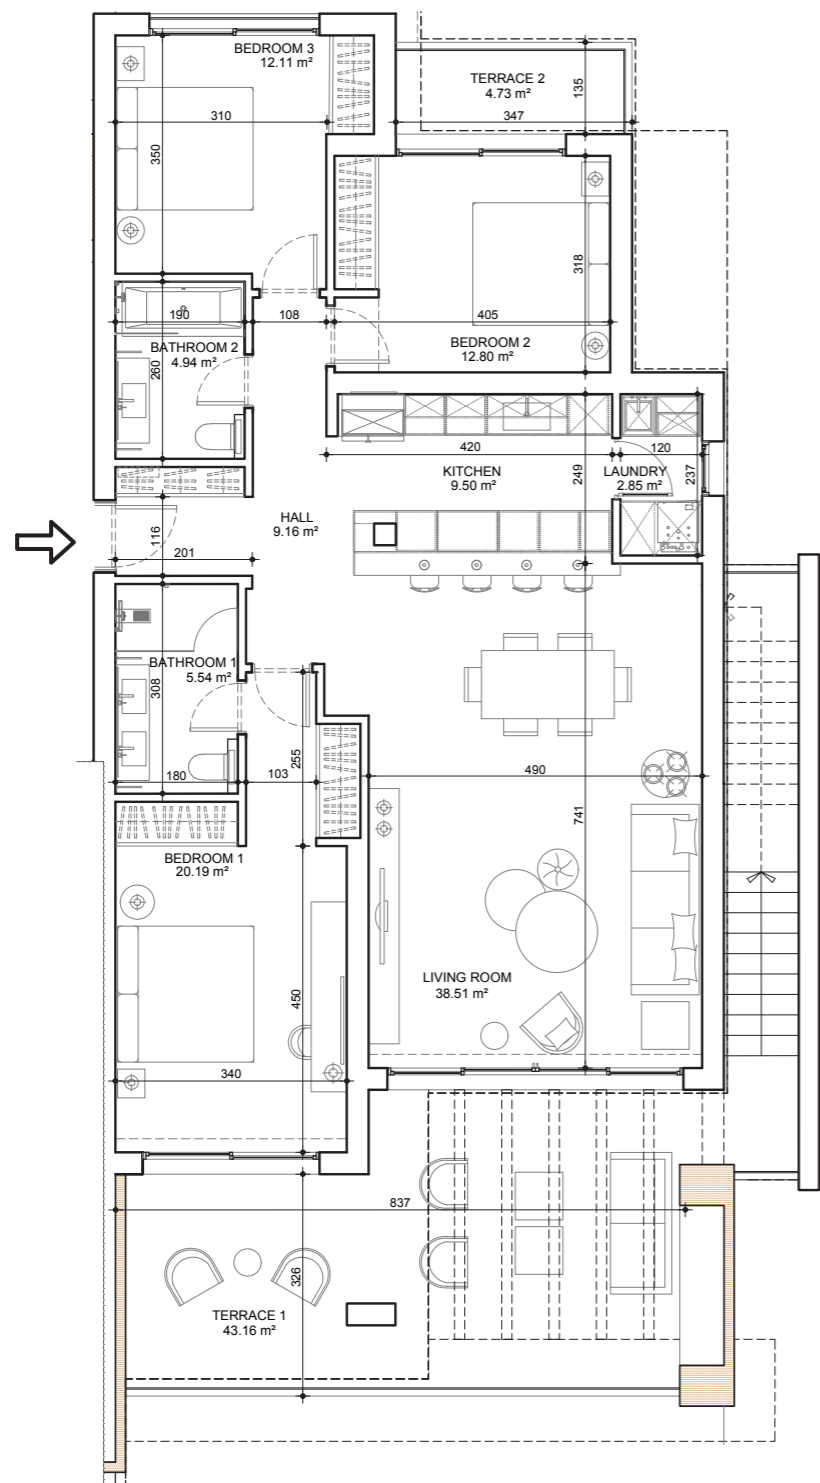 BEDROOM 3
12.11 m²
TERRACE 2
4.73 m²
135
310
347
350
318
190
108
405
BATHROOM 2
4.94 m²
BEDROOM 2
12.80 m²
260
420
120
KITCHEN
9.50 m²
249
LAUNDRY
2.85 m²
237
HALL
9.16 m²
116
201
BATHROOM 1
5.54 m²
308
255
180
103
490
741
BEDROOM 1
20.19 m²
LIVING ROOM
38.51 m²
450
340
837
326
TERRACE 1
43.16 m²